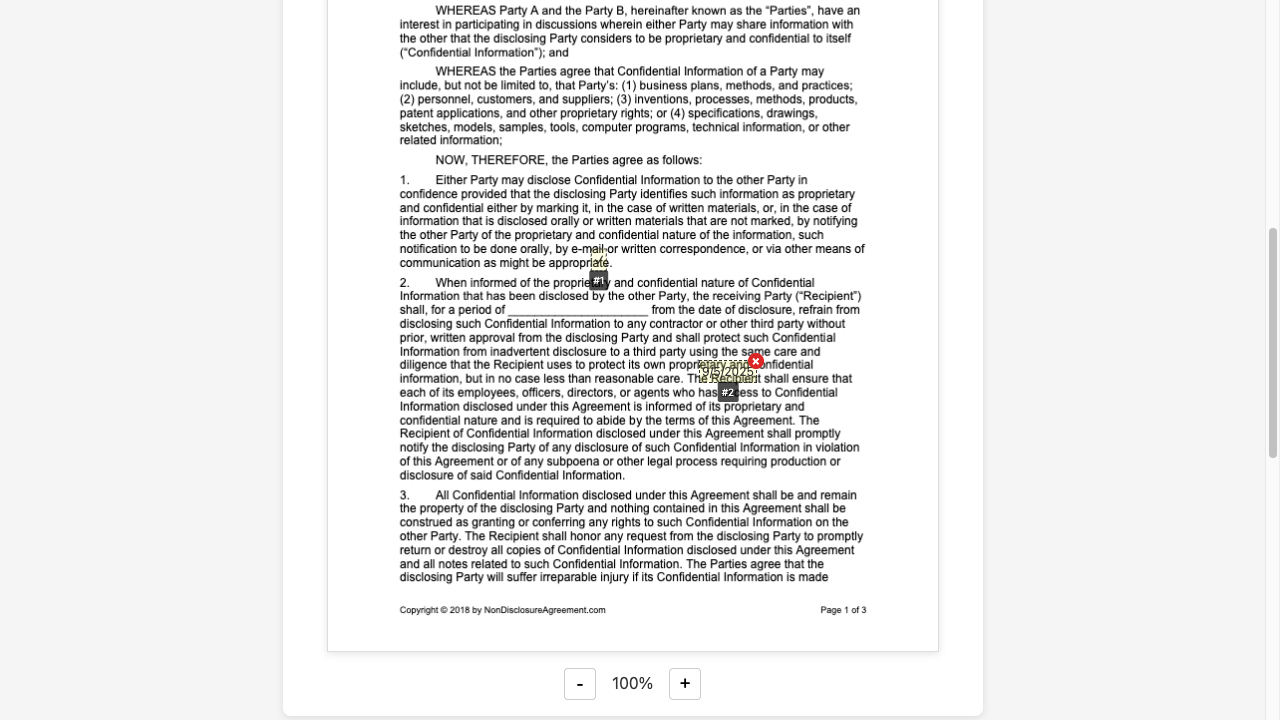 WHEREAS Party A and the Party B, hereinafter known as the “Parties”, have an
interest in participating in discussions wherein either Party may share information with
the other that the disclosing Party considers to be proprietary and confidential to itself
(“Confidential Information”); and
WHEREAS the Parties agree that Confidential Information of a Party may
include, but not be limited to, that Party’s: (1) business plans, methods, and practices;
(2) personnel, customers, and suppliers; (3) inventions, processes, methods, products,
patent applications, and other proprietary rights; or (4) specifications, drawings,
sketches, models, samples, tools, computer programs, technical information, or other
related information;
NOW, THEREFORE, the Parties agree as follows:
1. Either Party may disclose Confidential Information to the other Party in
confidence provided that the disclosing Party identifies such information as proprietary
and confidential either by marking it, in the case of written materials, or, in the case of
information that is disclosed orally or written materials that are not marked, by notifying
the other Party of the proprietary and confidential nature of the information, such
notification to be done orally, by e-mail or written correspondence, or via other means of
communication as might be appropriate.
#1
2. When informed of the proprietary and confidential nature of Confidential
Information that has been disclosed by the other Party, the receiving Party (“Recipient”)
shall, for a period of ______________________ from the date of disclosure, refrain from
disclosing such Confidential Information to any contractor or other third party without
prior, written approval from the disclosing Party and shall protect such Confidential
Information from inadvertent disclosure to a third party using the same care and
diligence that the Recipient uses to protect its own proprietary and confidential
9/5/2025
information, but in no case less than reasonable care. The Recipient shall ensure that
#2
each of its employees, officers, directors, or agents who has access to Confidential
Information disclosed under this Agreement is informed of its proprietary and
confidential nature and is required to abide by the terms of this Agreement. The
Recipient of Confidential Information disclosed under this Agreement shall promptly
notify the disclosing Party of any disclosure of such Confidential Information in violation
of this Agreement or of any subpoena or other legal process requiring production or
disclosure of said Confidential Information.
3. All Confidential Information disclosed under this Agreement shall be and remain
the property of the disclosing Party and nothing contained in this Agreement shall be
construed as granting or conferring any rights to such Confidential Information on the
other Party. The Recipient shall honor any request from the disclosing Party to promptly
return or destroy all copies of Confidential Information disclosed under this Agreement
and all notes related to such Confidential Information. The Parties agree that the
disclosing Party will suffer irreparable injury if its Confidential Information is made
Copyright © 2018 by NonDisclosureAgreement.com Page 1 of 3
- 100% +